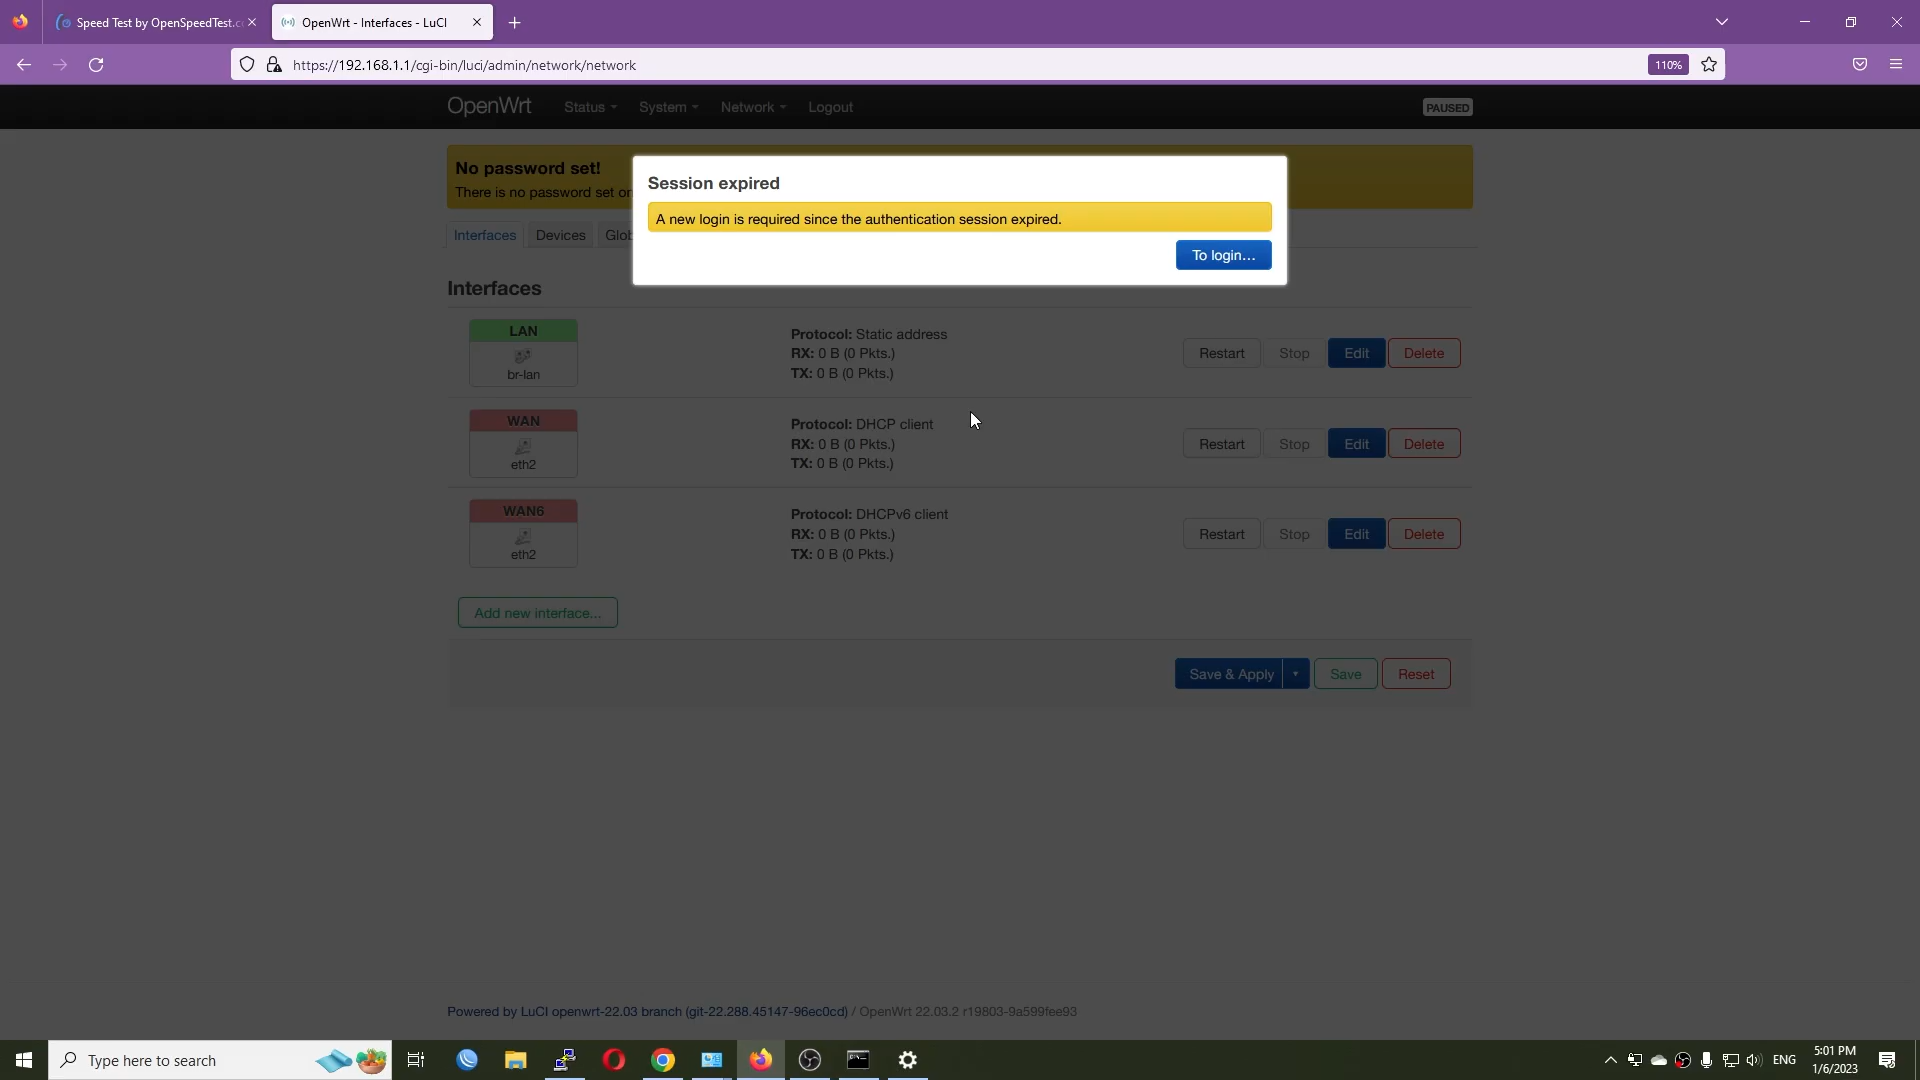 Speed Test by OpenSpeedTest.c
OpenWrt - Interfaces - LuCI
https://192.168.1.1/cgi-bin/luci/admin/network/network
110%
OpenWrt
Status
System
Network
Logout
PAUSED
No password set!
There is no password set
Session expired
A new login is required since the authentication session expired.
To login…
Interfaces
Devices
Interfaces
LAN
br-lan
Protocol: Static address
RX: 0 B (0 Pkts.)
TX: 0 B (0 Pkts.)
Restart
Stop
Edit
Delete
WAN
eth2
Protocol: DHCP client
RX: 0 B (0 Pkts.)
TX: 0 B (0 Pkts.)
Restart
Stop
Edit
Delete
WAN6
eth2
Protocol: DHCPv6 client
RX: 0 B (0 Pkts.)
TX: 0 B (0 Pkts.)
Restart
Stop
Edit
Delete
Add new interface...
Save & Apply
Save
Reset
Powered by LuCI openwrt-22.03 branch (git-22.288.45147-96ec0cd) / OpenWrt 22.03.2 r19803-9a599fee93
Type here to search
ENG
5:01 PM
1/6/2023